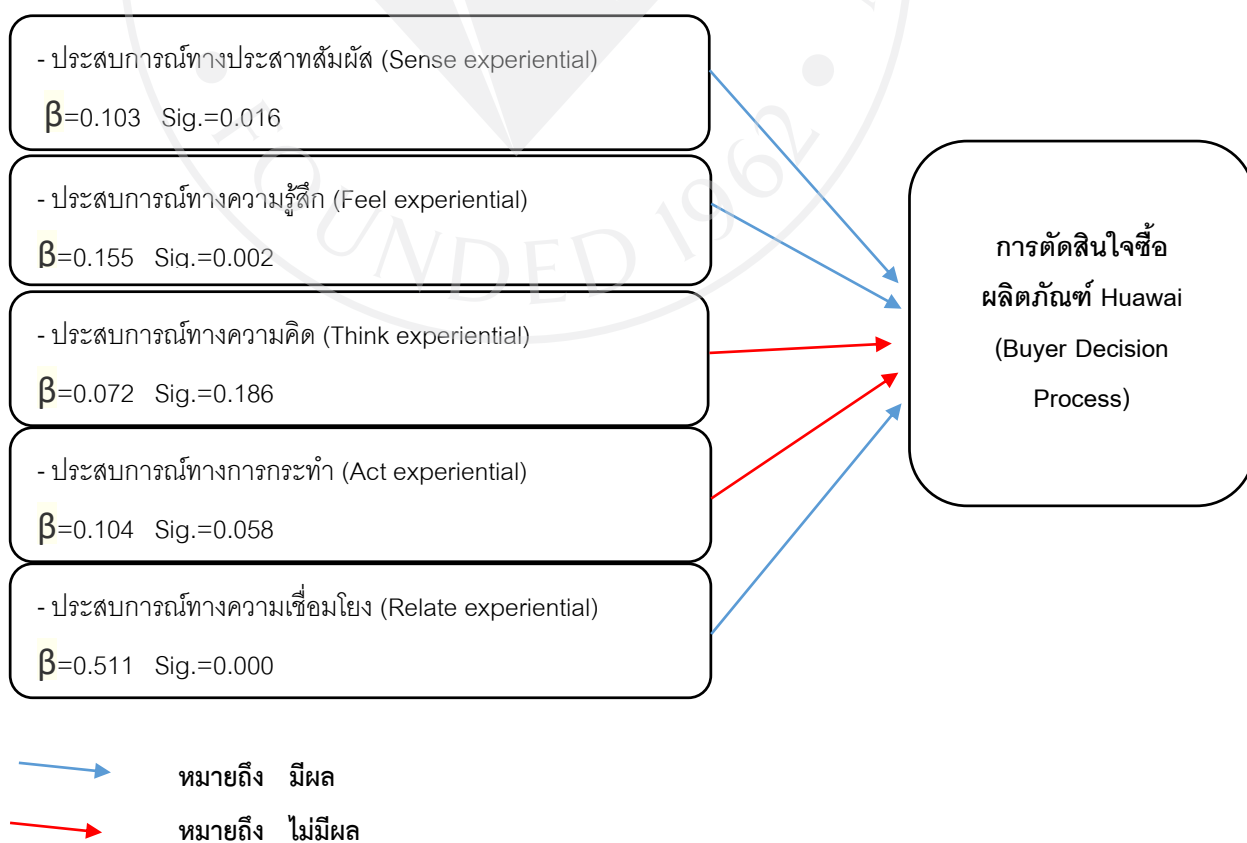 - ประสบการณ์ทางประสาทสัมผัส (Sense experiential)
β=0.103 Sig.=0.016
- ประสบการณ์ทางความรู้สึก (Feel experiential)
β=0.155 Sig.=0.002
- ประสบการณ์ทางความคิด (Think experiential)
β=0.072 Sig.=0.186
- ประสบการณ์ทางการกระทำ (Act experiential)
β=0.104 Sig.=0.058
- ประสบการณ์ทางความเชื่อมโยง (Relate experiential)
β=0.511 Sig.=0.000
การตัดสินใจซื้อ
ผลิตภัณฑ์ Huawai
(Buyer Decision
Process)
หมายถึง มีผล
หมายถึง ไม่มีผล
FOUNDED 1962